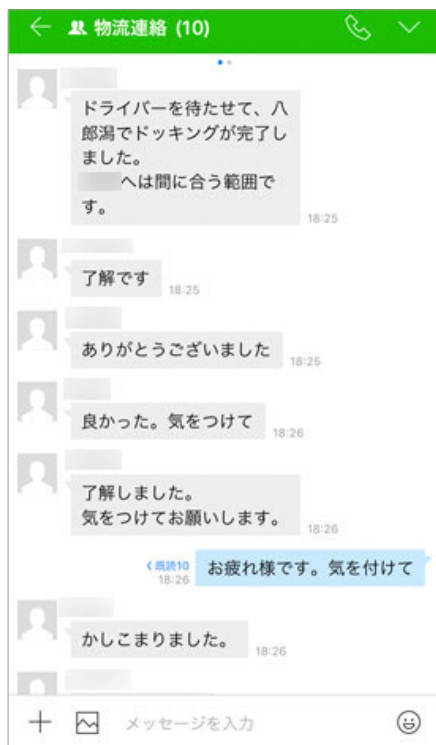 物流連絡 (10)
ドライバーを待たせて、八
郎潟でドッキングが完了し
ました。
へは間に合う範囲で
す。
18:25
了解です
18:25
ありがとうございました
18:25
良かった。気をつけて
18:26
了解しました。
気をつけてお願いします。
18:26
既読10
18:26
お疲れ様です。気を付けて
かしこまりました。
18:26
メッセージを入力